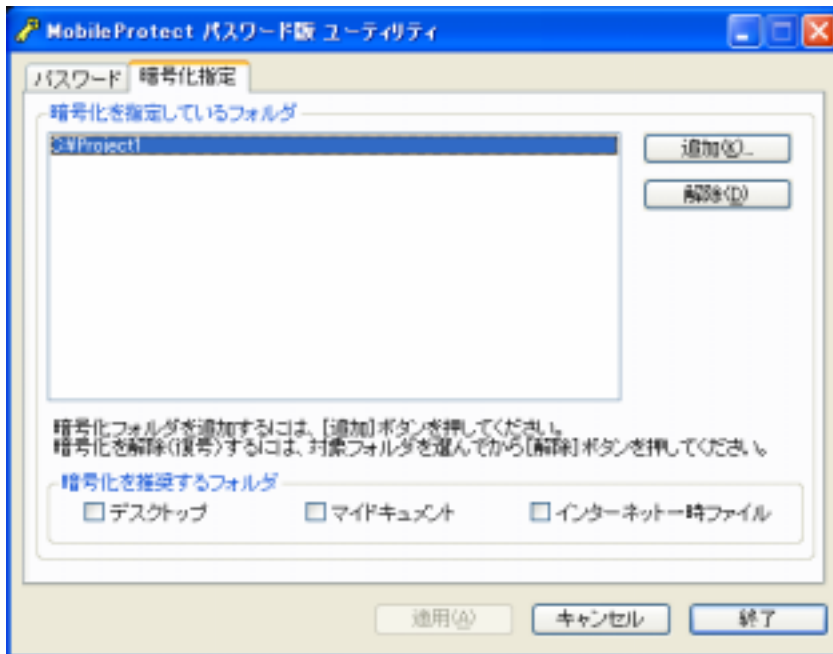 MobileProtect パスワード版 ユーティリティ
パスワード 暗号化指定
暗号化を指定しているフォルダ
C:¥Project1
追加(K)...
解除(D)
暗号化フォルダを追加するには、[追加]ボタンを押してください。
暗号化を解除(復号)するには、対象フォルダを選んでから[解除]ボタンを押してください。
暗号化を推奨するフォルダ
デスクトップ マイドキュメント インターネット一時ファイル
適用(A) キャンセル 終了